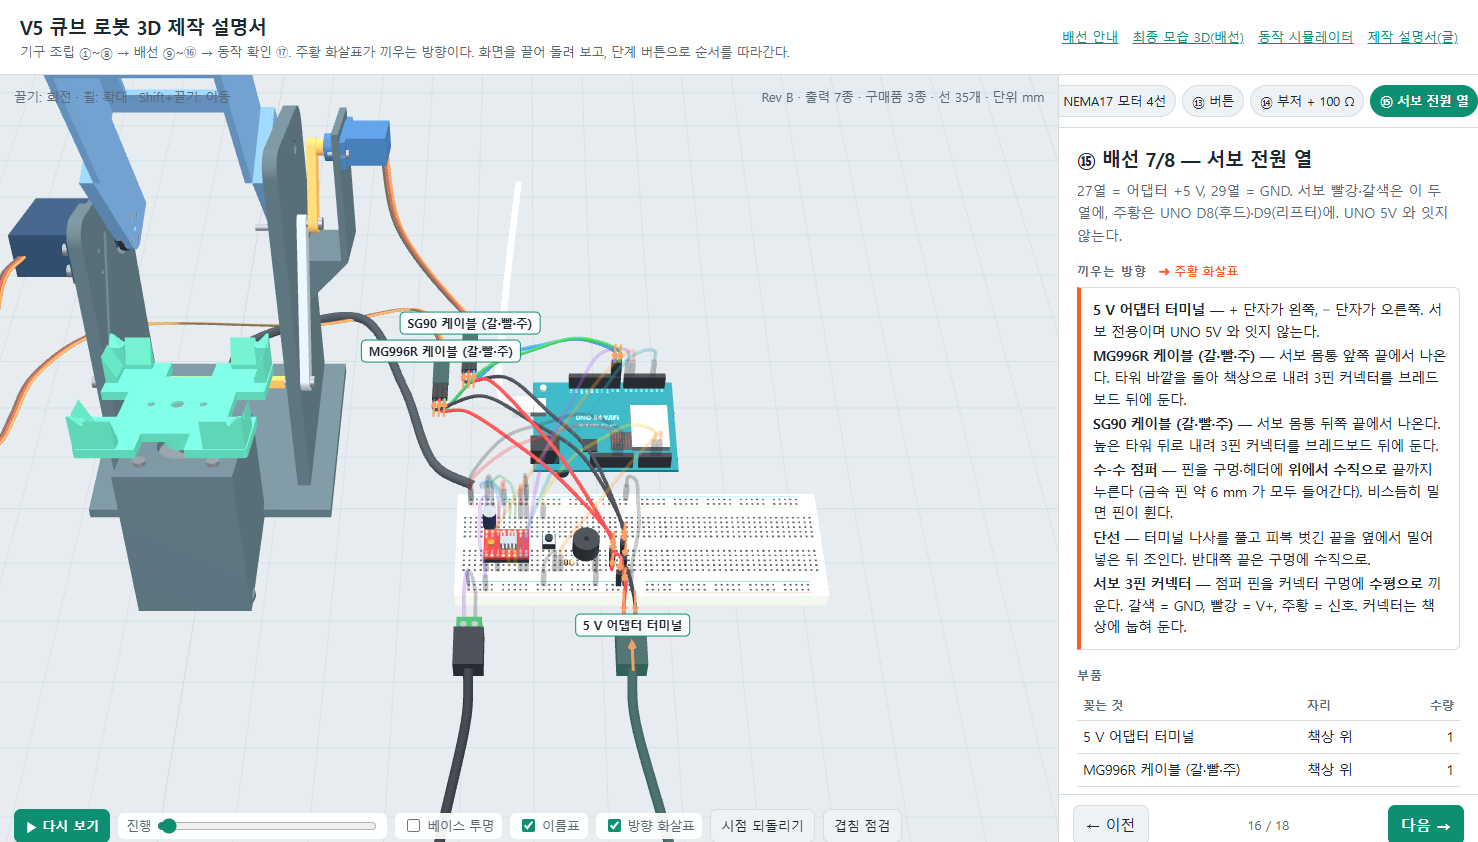 V5 큐브 로봇 3D 제작 설명서
기구 조립 ①~⑧ → 배선 ⑨~⑯ → 동작 확인 ⑰. 주황 화살표가 끼우는 방향이다. 화면을 끌어 돌려 보고, 단계 버튼으로 순서를 따라간다.
배선 안내 최종 모습 3D(배선) 동작 시뮬레이터 제작 설명서(글)
끌기: 회전 · 휠: 확대 · Shift+끌기: 이동
Rev B · 출력 7종 · 구매품 3종 · 선 35개 · 단위 mm
NEMA17 모터 4선
⑬ 버튼
⑭ 부저 + 100 Ω
⑮ 서보 전원 열
SG90 케이블 (갈·빨·주)
MG996R 케이블 (갈·빨·주)
UNO R4 WiFi
5 V 어댑터 터미널
⑮ 배선 7/8 — 서보 전원 열
27열 = 어댑터 +5 V, 29열 = GND. 서보 빨강·갈색은 이 두
열에, 주황은 UNO D8(후드)·D9(리프터)에. UNO 5V 와 잇지
않는다.
끼우는 방향 → 주황 화살표
5 V 어댑터 터미널 — + 단자가 왼쪽, − 단자가 오른쪽. 서
보 전용이며 UNO 5V 와 잇지 않는다.
MG996R 케이블 (갈·빨·주) — 서보 몸통 앞쪽 끝에서 나온
다. 타워 바깥을 돌아 책상으로 내려 3핀 커넥터를 브레드
보드 뒤에 둔다.
SG90 케이블 (갈·빨·주) — 서보 몸통 뒤쪽 끝에서 나온다.
높은 타워 뒤로 내려 3핀 커넥터를 브레드보드 뒤에 둔다.
수-수 점퍼 — 핀을 구멍·헤더에 위에서 수직으로 끝까지
누른다 (금속 핀 약 6 mm 가 모두 들어간다). 비스듬히 밀
면 핀이 휜다.
단선 — 터미널 나사를 풀고 피복 벗긴 끝을 옆에서 밀어
넣은 뒤 조인다. 반대쪽 끝은 구멍에 수직으로.
서보 3핀 커넥터 — 점퍼 핀을 커넥터 구멍에 수평으로 끼
운다. 갈색 = GND, 빨강 = V+, 주황 = 신호. 커넥터는 책
상에 눕혀 둔다.
부품
꽂는 것 자리 수량
5 V 어댑터 터미널 책상 위 1
MG996R 케이블 (갈·빨·주) 책상 위 1
▶ 다시 보기
진행
베이스 투명
이름표
방향 화살표
시점 되돌리기
겹침 점검
← 이전
16 / 18
다음 →